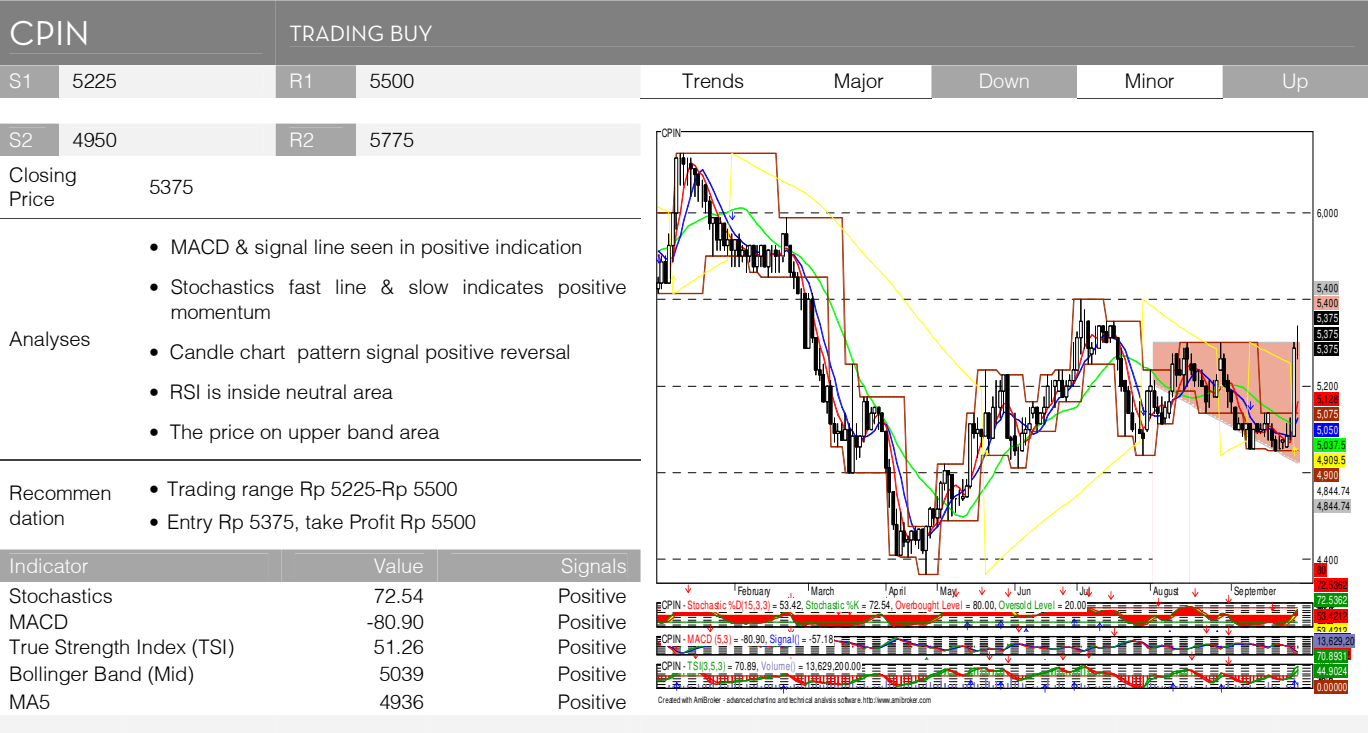 CPIN
TRADING BUY
S1 5225 R1 5500
S2 4950 R2 5775
Closing
Price
5375
Analyses
• MACD & signal line seen in positive indication
• Stochastics fast line & slow indicates positive
momentum
• Candle chart pattern signal positive reversal
• RSI is inside neutral area
• The price on upper band area
Recommen
dation
• Trading range Rp 5225-Rp 5500
• Entry Rp 5375, take Profit Rp 5500
Indicator Value Signals
Stochastics 72.54 Positive
MACD -80.90 Positive
True Strength Index (TSI) 51.26 Positive
Bollinger Band (Mid) 5039 Positive
MA5 4936 Positive
Trends Major Down Minor Up
CPIN
6,000
5,400
5,400
5,375
5,375
5,375
5,200
5,128
5,075
5,050
5,037.5
4,909.5
4,900
4,844.74
4,844.74
4,400
80
72.5362
72.5362
53.4212
53.4212
13,629,20
70.8931
44.9024
0.00000
February March April May Jun Jul August September
CPIN - Stochastic %D(15,3,3) = 53.42, Stochastic %K = 72.54, Overbought Level = 80.00, Oversold Level = 20.00
CPIN - MACD (5,3) = -80.90, Signal() = -57.18
CPIN - TSI(3,5,3) = 70.89, Volume() = 13,629,200.00
Created with AmiBroker - advanced charting and technical analysis software. http://www.amibroker.com